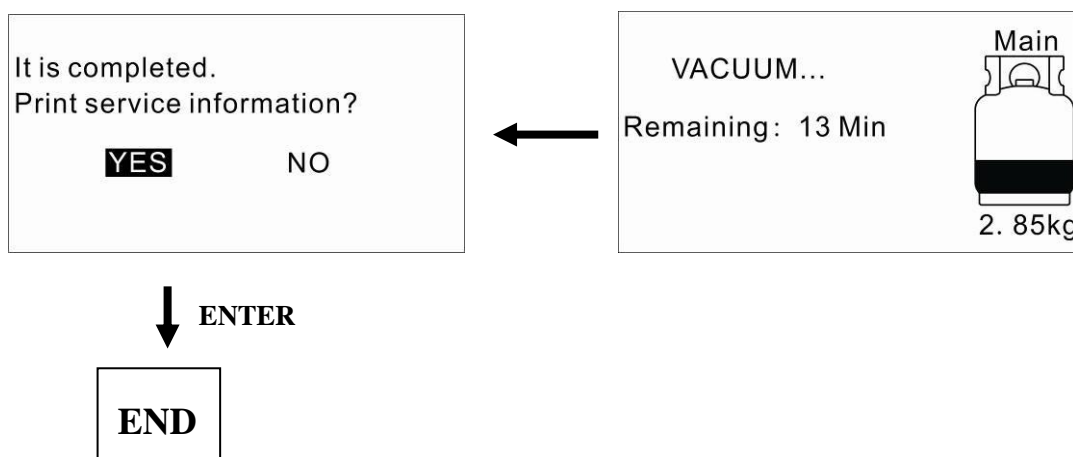 It is completed.
Print service information?
YES NO
Main
VACUUM...
Remaining: 13 Min
2. 85kg
ENTER
END